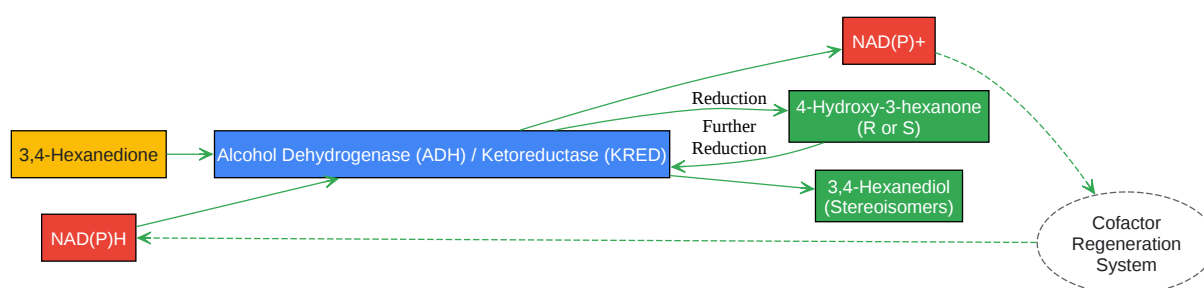 NAD(P)+
Reduction
4-Hydroxy-3-hexanone
(R or S)
Further
Reduction
3,4-Hexanedione
Alcohol Dehydrogenase (ADH) / Ketoreductase (KRED)
3,4-Hexanediol
(Stereoisomers)
NAD(P)H
Cofactor
Regeneration
System